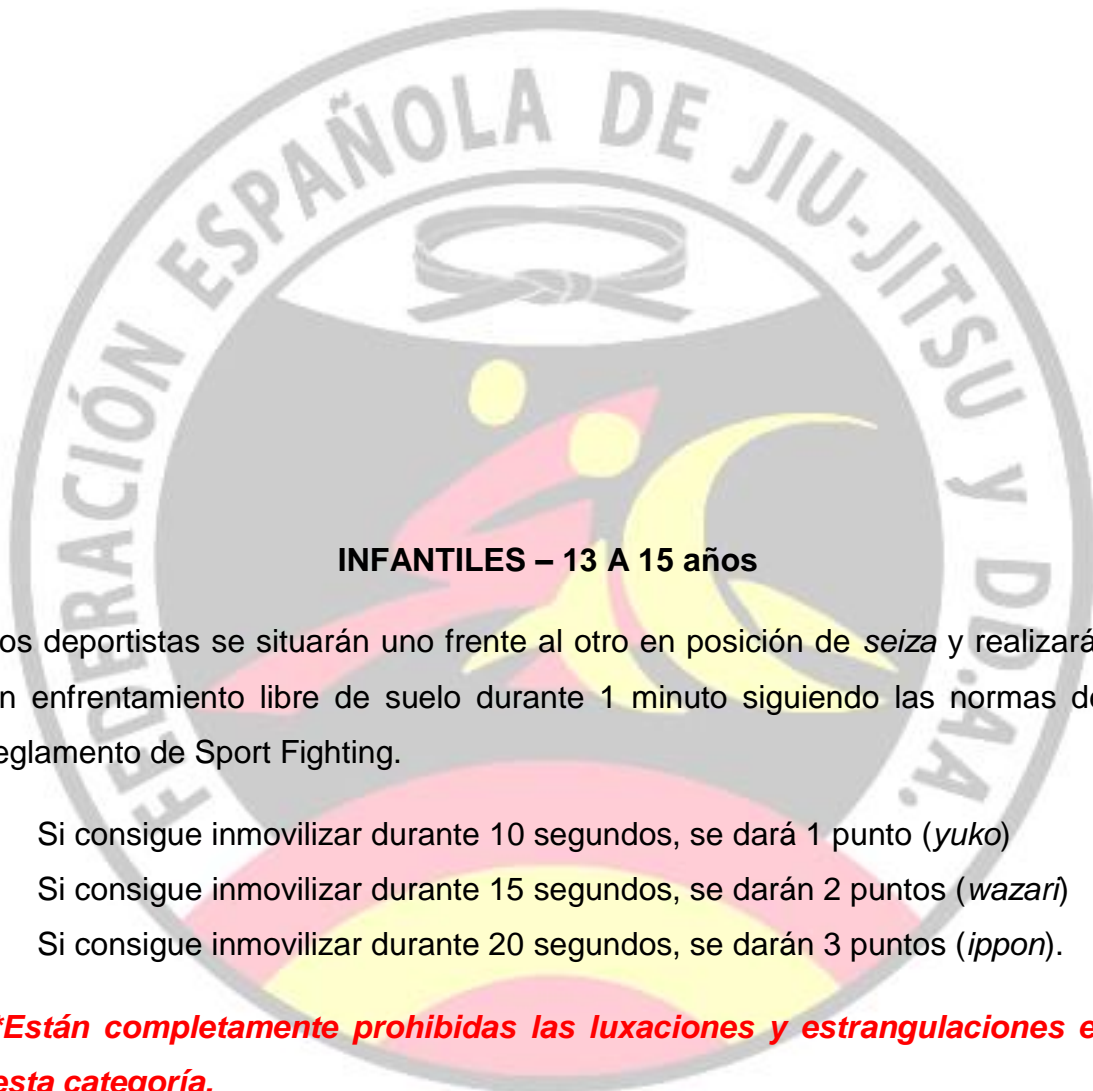 FEDERACIÓN ESPAÑOLA DE JIU-JITSU Y DD.AA.
INFANTILES – 13 A 15 años
os deportistas se situarán uno frente al otro en posición de seiza y realizará
n enfrentamiento libre de suelo durante 1 minuto siguiendo las normas de
eglamento de Sport Fighting.
Si consigue inmovilizar durante 10 segundos, se dará 1 punto (yuko)
Si consigue inmovilizar durante 15 segundos, se darán 2 puntos (wazari)
Si consigue inmovilizar durante 20 segundos, se darán 3 puntos (ippon).
*Están completamente prohibidas las luxaciones y estrangulaciones e
esta categoría.